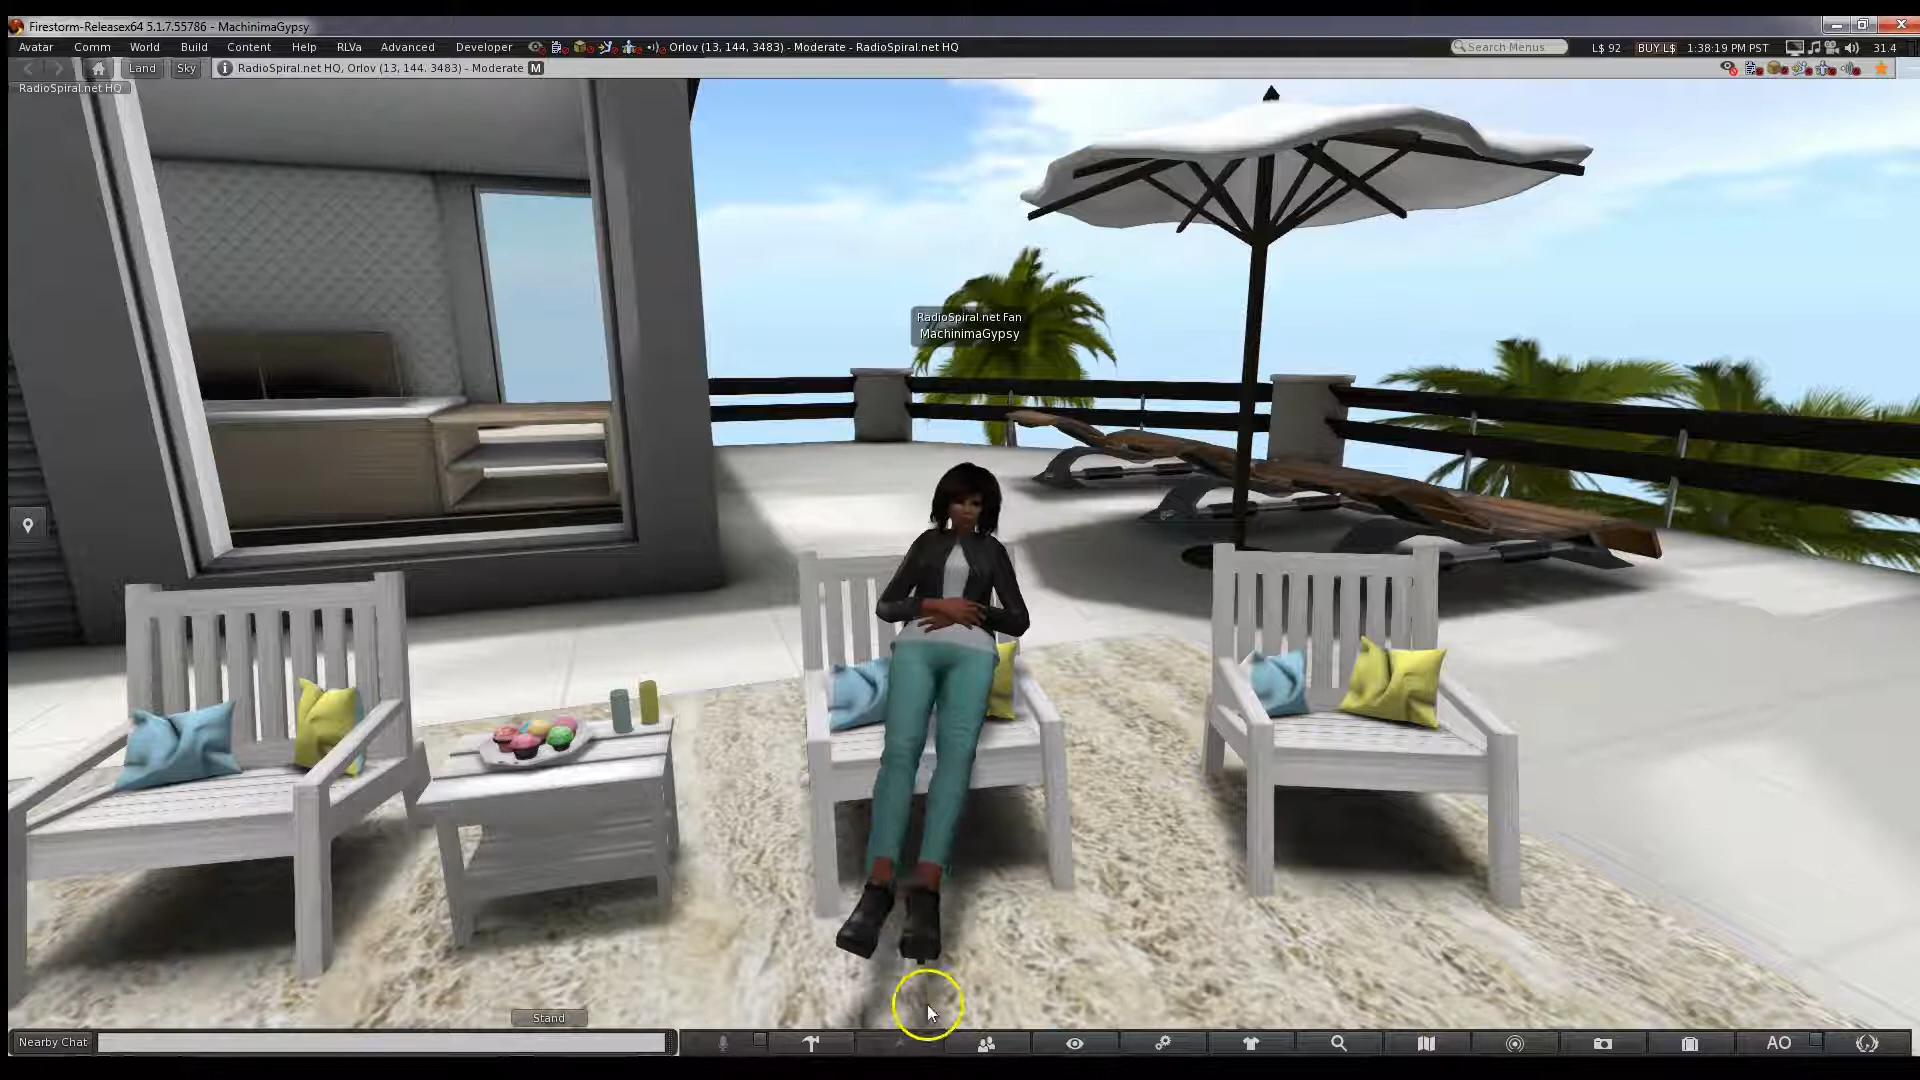 Firestorm-Releasex64 5.1.7.55786 - MachinimaGypsy
Avatar Comm World Build Content Help RLVa Advanced Developer Orlov (13, 144, 3483) - Moderate - RadioSpiral.net HQ Search Menus L$ 92 BUY L$ 1:38:19 PM PST 31.4
Land Sky RadioSpiral.net HQ, Orlov (13, 144. 3483) - Moderate M
RadioSpiral.net HQ
RadioSpiral.net Fan
MachinimaGypsy
Stand
Nearby Chat AO